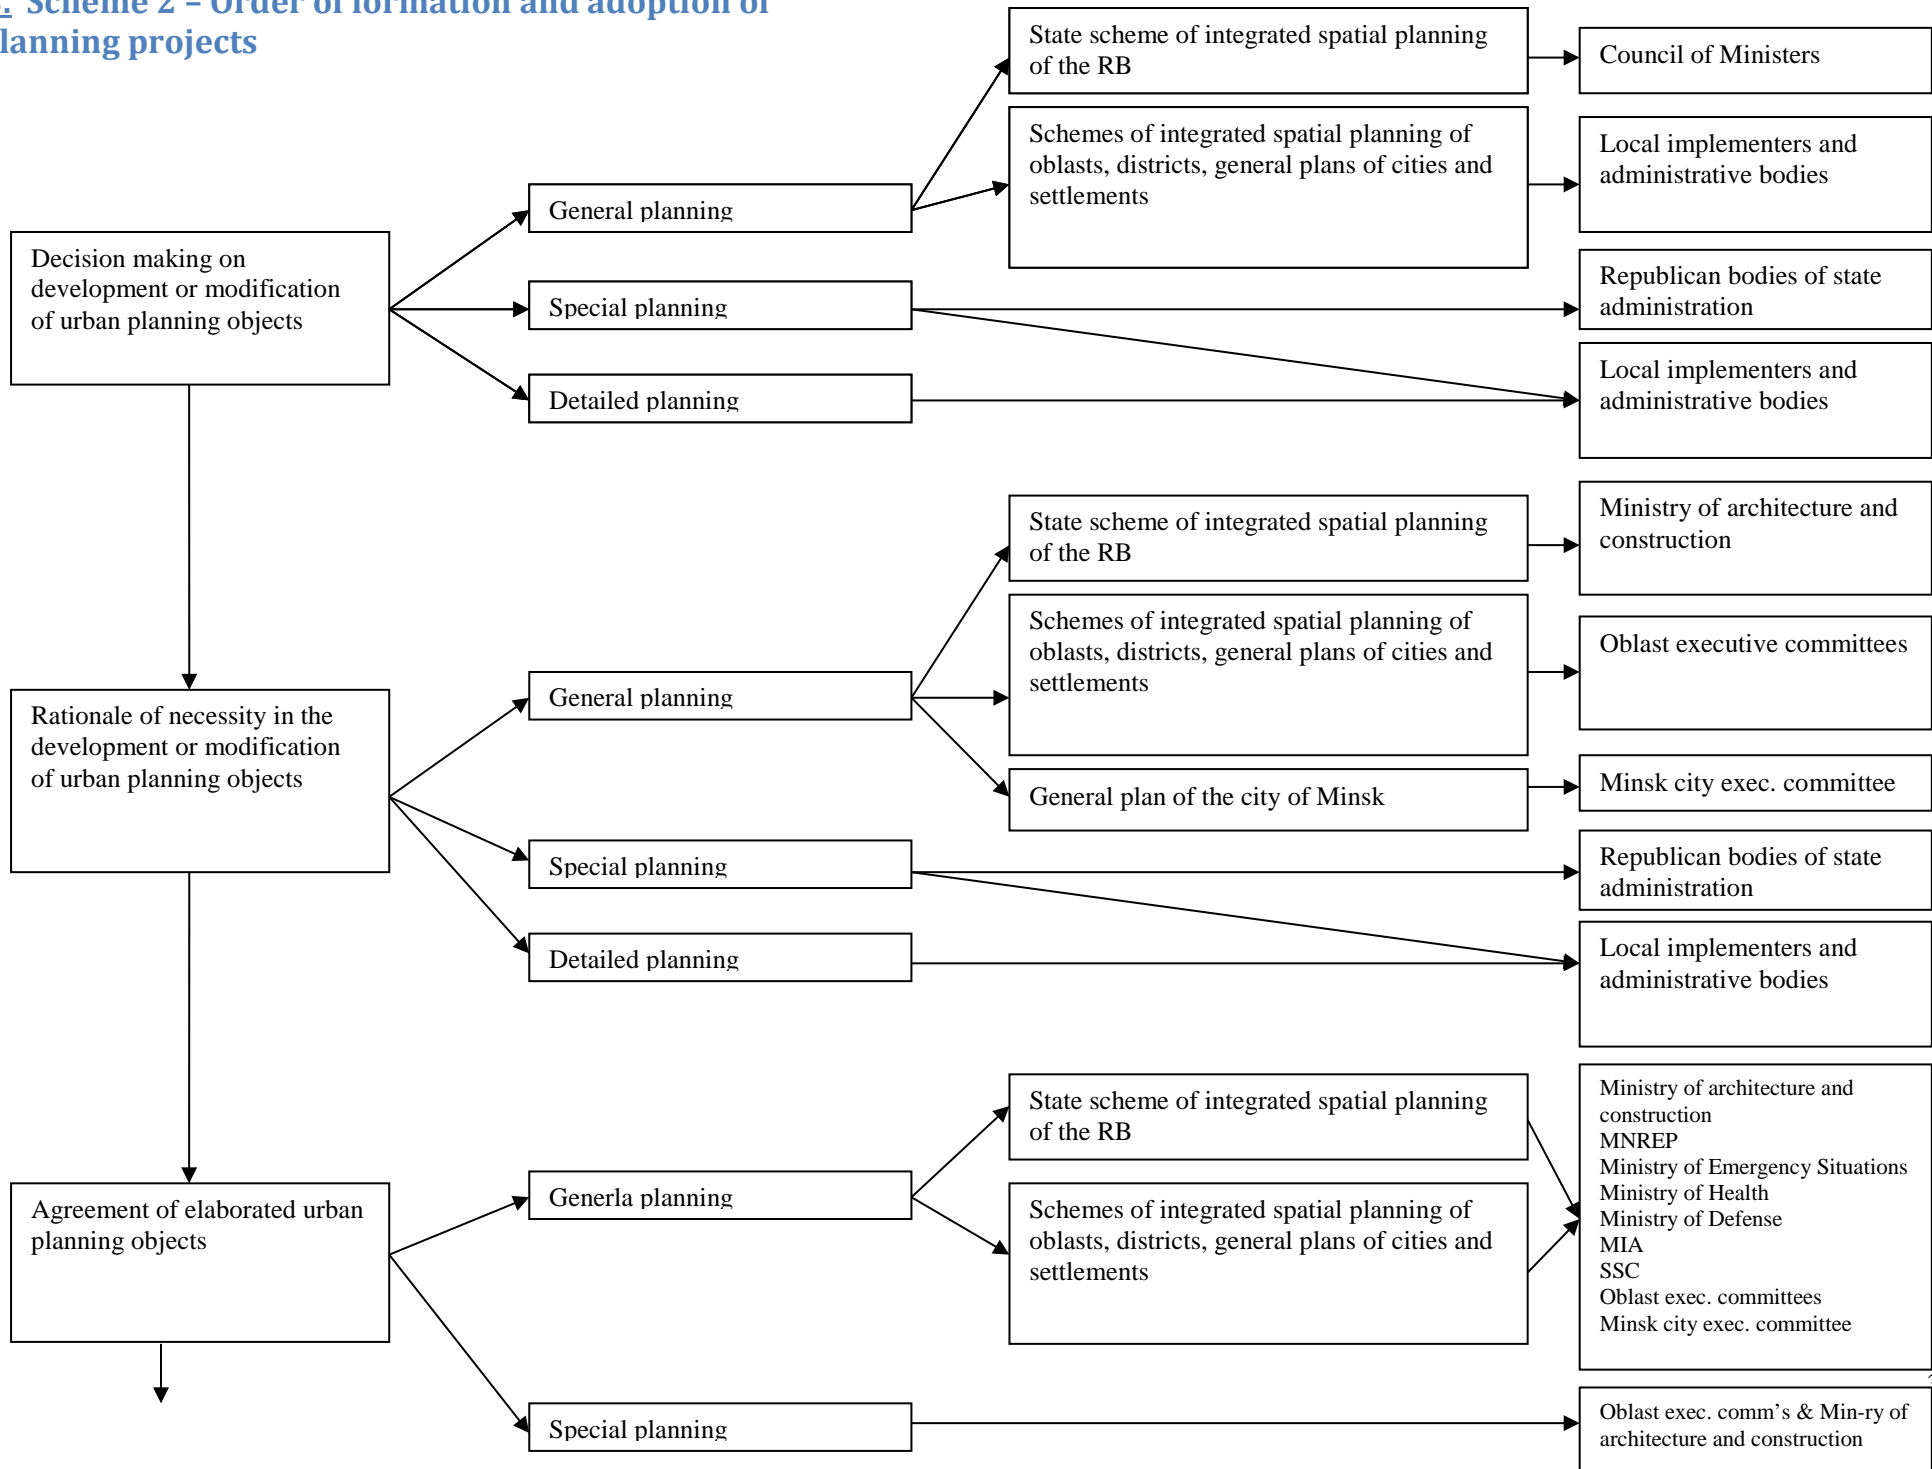 . Scheme 2 – Order of formation and adoption of
lanning projects
State scheme of integrated spatial planning
of the RB
Council of Ministers
Schemes of integrated spatial planning of
oblasts, districts, general plans of cities and
settlements
Local implementers and
administrative bodies
General planning
Decision making on
development or modification
of urban planning objects
Special planning
Republican bodies of state
administration
Detailed planning
Local implementers and
administrative bodies
State scheme of integrated spatial planning
of the RB
Ministry of architecture and
construction
Schemes of integrated spatial planning of
oblasts, districts, general plans of cities and
settlements
Oblast executive committees
General planning
Rationale of necessity in the
development or modification
of urban planning objects
General plan of the city of Minsk
Minsk city exec. committee
Special planning
Republican bodies of state
administration
Detailed planning
Local implementers and
administrative bodies
State scheme of integrated spatial planning
of the RB
Ministry of architecture and
construction
MNREP
Ministry of Emergency Situations
Ministry of Health
Ministry of Defense
MIA
SSC
Oblast exec. committees
Minsk city exec. committee
Generla planning
Agreement of elaborated urban
planning objects
Schemes of integrated spatial planning of
oblasts, districts, general plans of cities and
settlements
Special planning
Oblast exec. comm’s & Min-ry of
architecture and construction